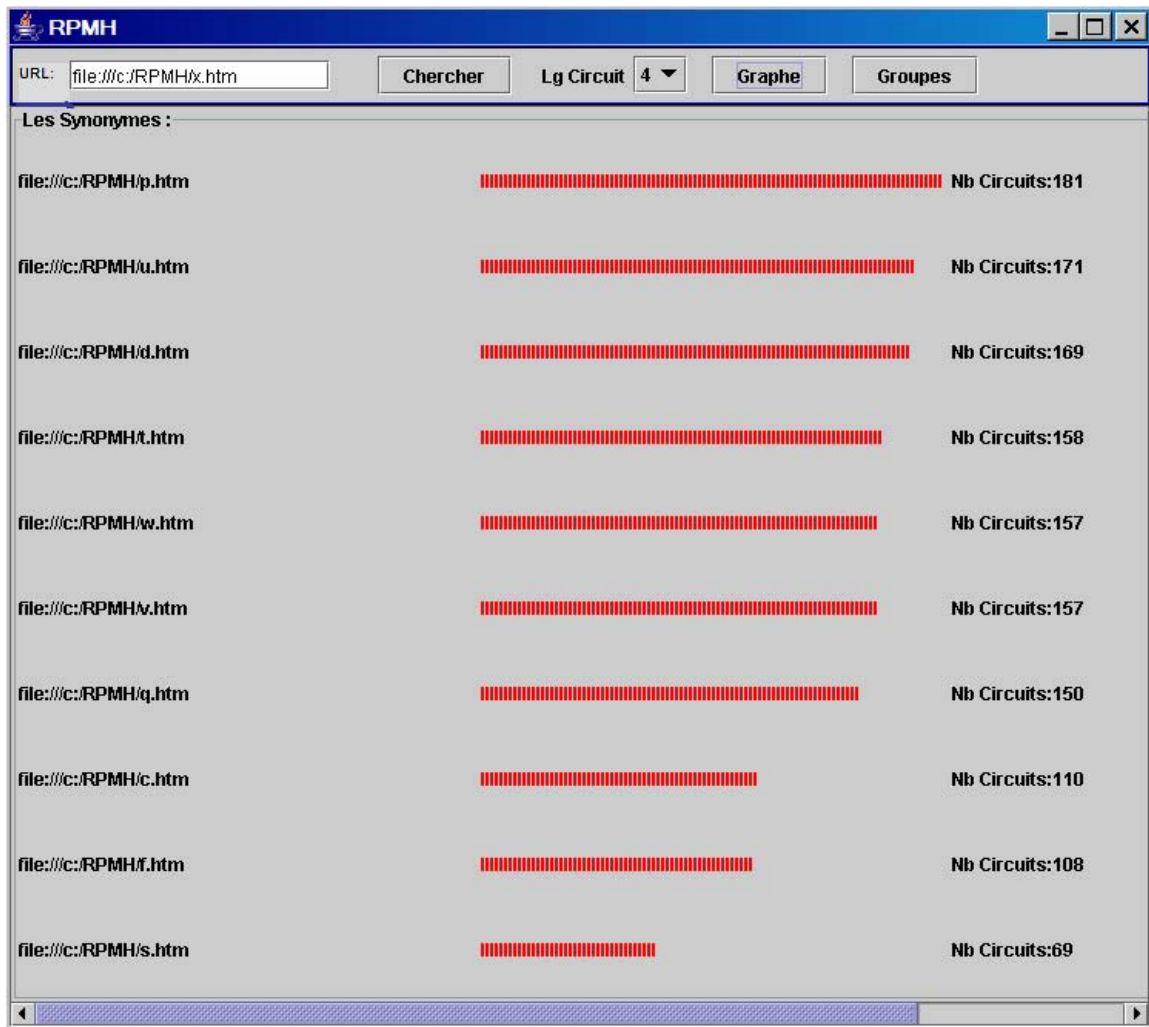 RPMH
URL: file:///c:/RPMH/x.htm Chercher Lg Circuit 4 Graphe Groupes
Les Synonymes :
file:///c:/RPMH/p.htm Nb Circuits:181
file:///c:/RPMH/u.htm Nb Circuits:171
file:///c:/RPMH/d.htm Nb Circuits:169
file:///c:/RPMH/t.htm Nb Circuits:158
file:///c:/RPMH/w.htm Nb Circuits:157
file:///c:/RPMH/v.htm Nb Circuits:157
file:///c:/RPMH/q.htm Nb Circuits:150
file:///c:/RPMH/c.htm Nb Circuits:110
file:///c:/RPMH/f.htm Nb Circuits:108
file:///c:/RPMH/s.htm Nb Circuits:69